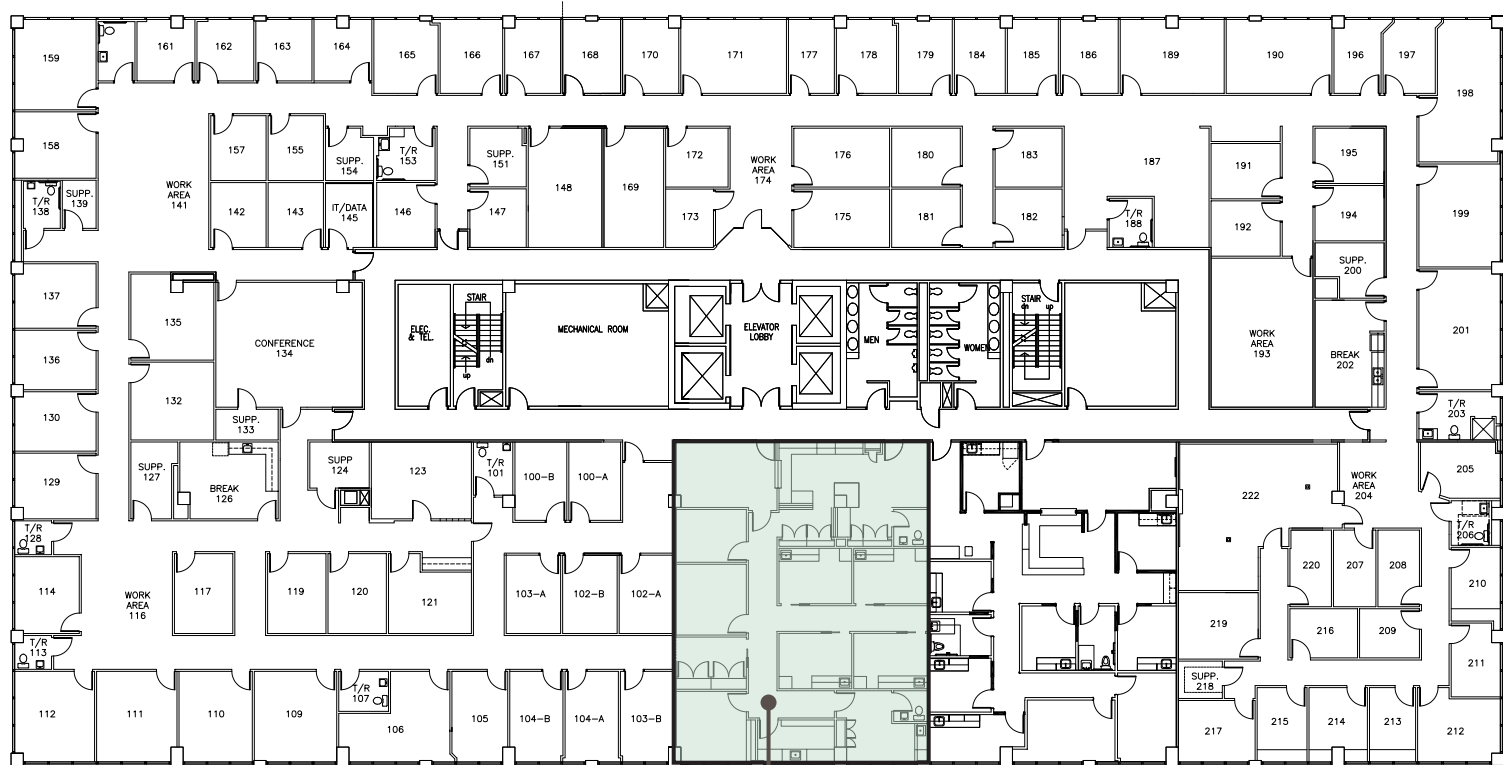 159
161
162
163
164
165
166
167
168
170
171
177
178
179
184
185
186
189
190
196
197
198
158
157
155
SUPP.
154
T/R
153
SUPP.
151
148
169
172
WORK
AREA
174
176
180
183
187
191
195
T/R
138
SUPP.
139
WORK
AREA
141
142
143
IT/DATA
145
146
147
173
175
181
182
T/R
188
192
194
199
SUPP.
200
137
135
CONFERENCE
134
ELEC.
& TEL.
STAIR
dn
up
MECHANICAL ROOM
ELEVATOR
LOBBY
MEN
WOMEN
STAIR
dn
up
WORK
AREA
193
BREAK
202
201
136
132
130
SUPP.
133
T/R
203
129
SUPP.
127
BREAK
126
SUPP
124
123
T/R
101
100-B
100-A
222
WORK
AREA
204
205
T/R
128
T/R
206
114
WORK
AREA
116
117
119
120
121
103-A
102-B
102-A
220
207
208
210
219
216
209
T/R
113
211
SUPP.
218
112
111
110
109
T/R
107
106
105
104-B
104-A
103-B
217
215
214
213
212